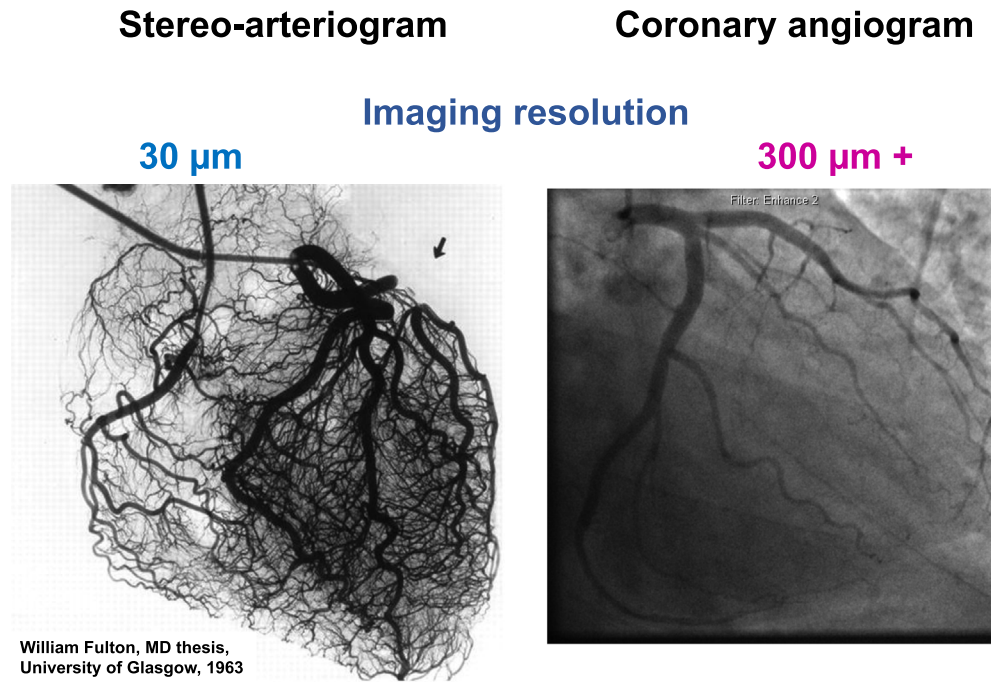 Stereo-arteriogram
Coronary angiogram
Imaging resolution
30 µm
300 µm +
Filter: Enhance 2
William Fulton, MD thesis,
University of Glasgow, 1963